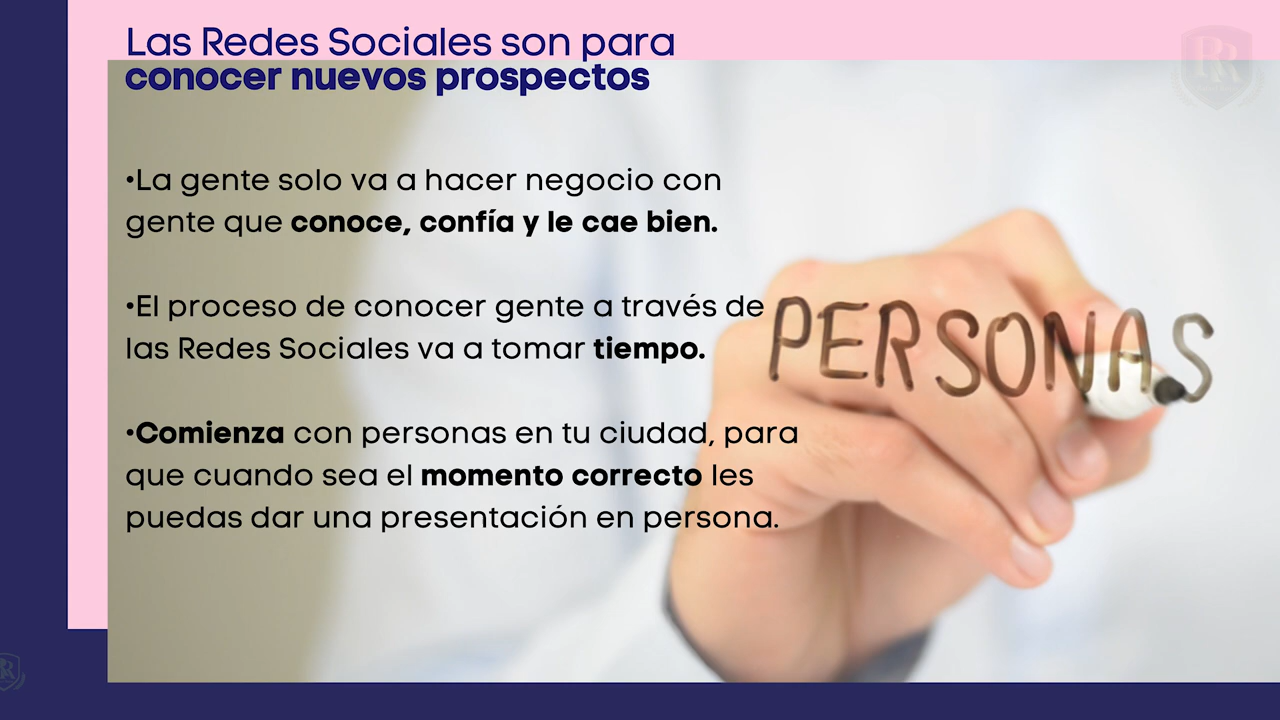 Las Redes Sociales son para
conocer nuevos prospectos
•La gente solo va a hacer negocio con
gente que conoce, confía y le cae bien.
•El proceso de conocer gente a través de
las Redes Sociales va a tomar tiempo.
•Comienza con personas en tu ciudad, para
que cuando sea el momento correcto les
puedas dar una presentación en persona.
PERSONAS
RR